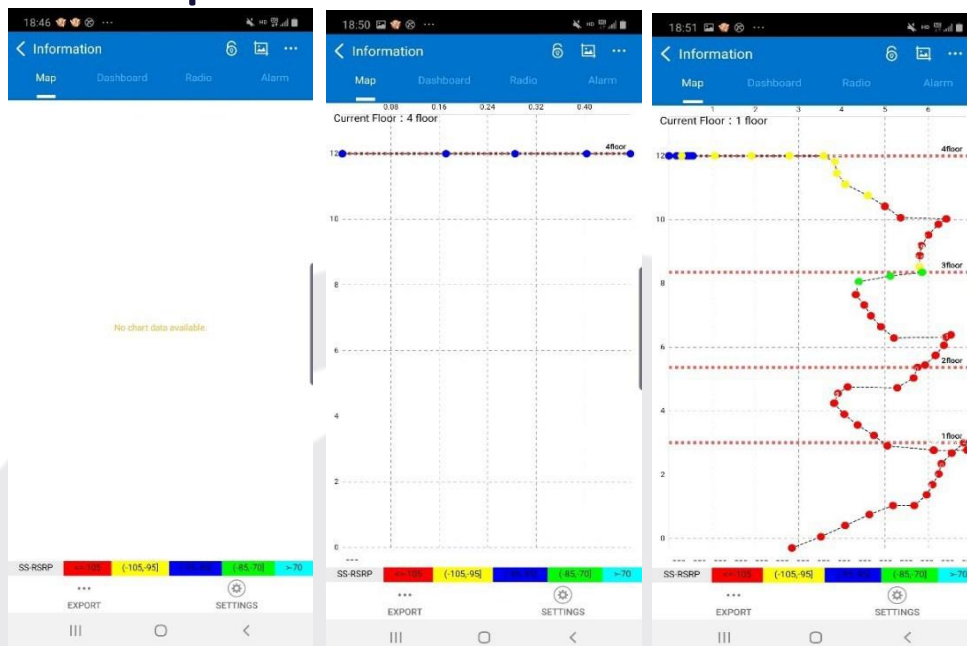 18:46 ...
Information ...
Map Dashboard Radio Alarm
No chart data available.
SS-RSRP <=-105 (-105,-95] (-85,-70] >-70
...
EXPORT SETTINGS
18:50 ...
Information ...
Map Dashboard Radio Alarm
0.08 0.16 0.24 0.32 0.40
Current Floor : 4 floor
4floor
12
10
8
6
4
2
0
---
SS-RSRP <=-105 (-105,-95] (-85,-70] >-70
...
EXPORT SETTINGS
18:51 ...
Information ...
Map Dashboard Radio Alarm
1 2 3 4 5 6
Current Floor : 1 floor
4floor
12
10
3floor
8
6
2floor
4
1floor
2
0
--- --- --- --- --- --- --- --- --- --- --- --- ---
SS-RSRP <=-105 (-105,-95] (-85,-70] >-70
...
EXPORT SETTINGS